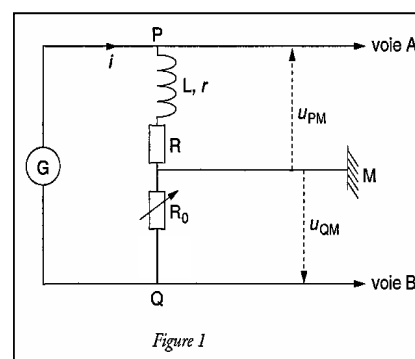 P
voie A
i
L, r
u_PM
R
G
M
R_0
u_QM
Q
voie B
Figure 1